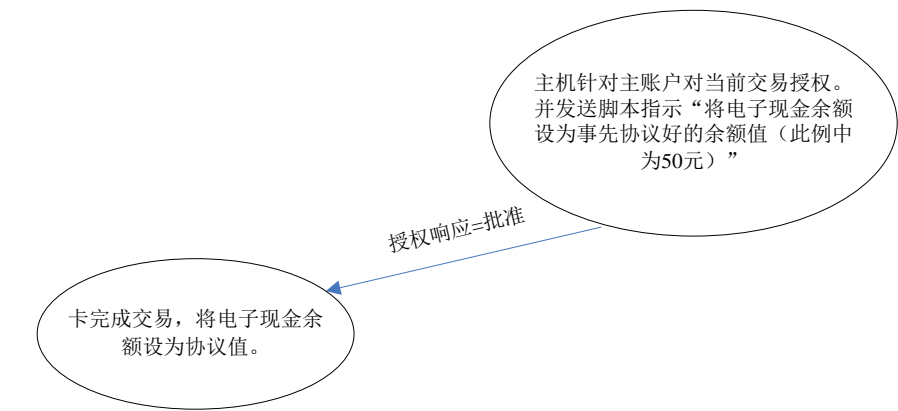 主机针对主账户对当前交易授权。
并发送脚本指示“将电子现金余额
设为事先协议好的余额值（此例中
为50元）”
授权响应=批准
卡完成交易，将电子现金余
额设为协议值。